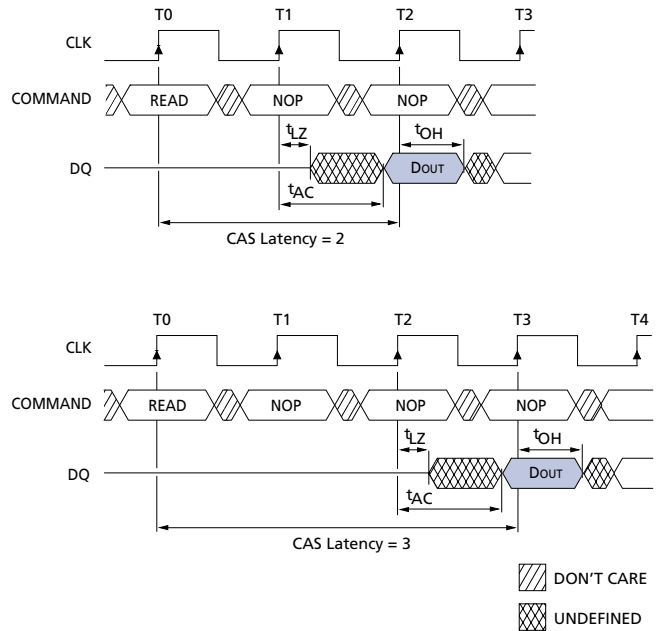 T0 T1 T2 T3
CLK
COMMAND READ NOP NOP
tLZ tOH
DQ DOUT
tAC
CAS Latency = 2
T0 T1 T2 T3 T4
CLK
COMMAND READ NOP NOP NOP
tLZ tOH
DQ DOUT
tAC
CAS Latency = 3
DON'T CARE
UNDEFINED